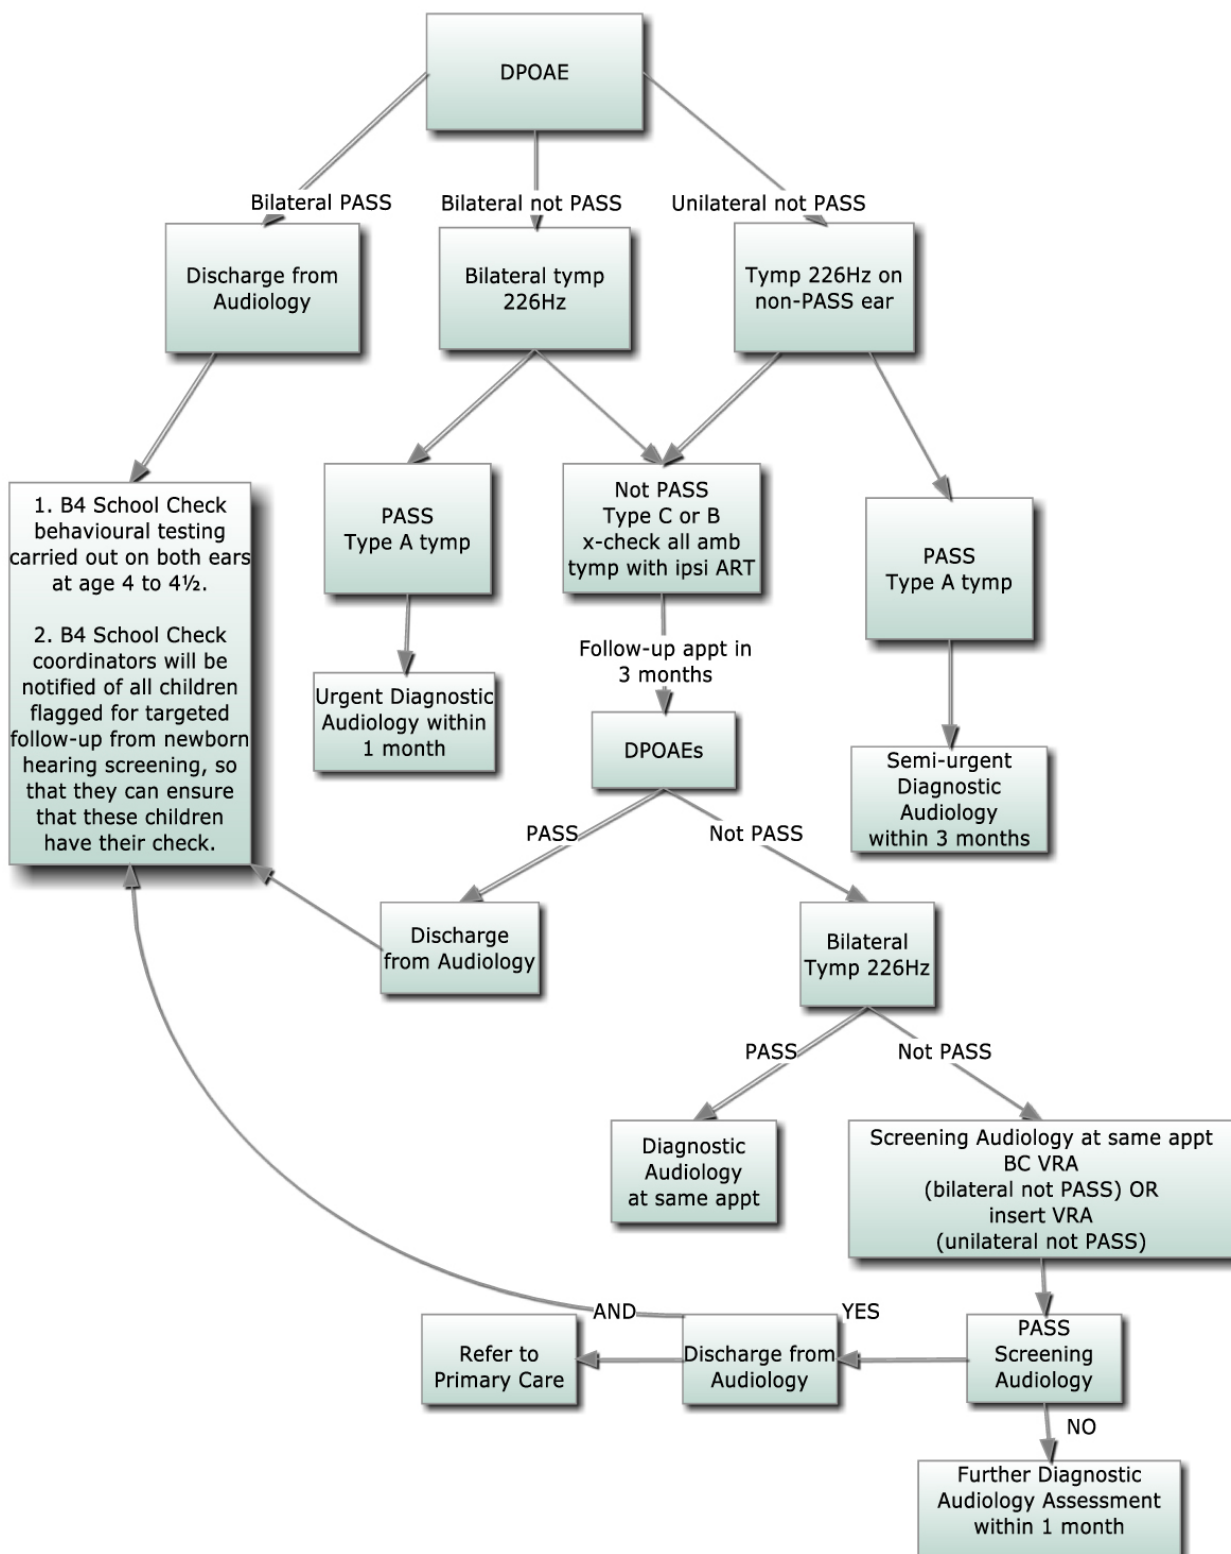 DPOAE
Bilateral PASS
Bilateral not PASS
Unilateral not PASS
Discharge from
Audiology
Bilateral tymp
226Hz
Tymp 226Hz on
non-PASS ear
1. B4 School Check
behavioural testing
carried out on both ears
at age 4 to 4½.
2. B4 School Check
coordinators will be
notified of all children
flagged for targeted
follow-up from newborn
hearing screening, so
that they can ensure
that these children
have their check.
PASS
Type A tymp
Not PASS
Type C or B
x-check all amb
tymp with ipsi ART
PASS
Type A tymp
Urgent Diagnostic
Audiology within
1 month
Follow-up appt in
3 months
DPOAEs
Semi-urgent
Diagnostic
Audiology
within 3 months
PASS
Not PASS
Discharge
from Audiology
Bilateral
Tymp 226Hz
PASS
Not PASS
Diagnostic
Audiology
at same appt
Screening Audiology at same appt
BC VRA
(bilateral not PASS) OR
insert VRA
(unilateral not PASS)
AND
YES
Refer to
Primary Care
Discharge from
Audiology
PASS
Screening
Audiology
NO
Further Diagnostic
Audiology Assessment
within 1 month